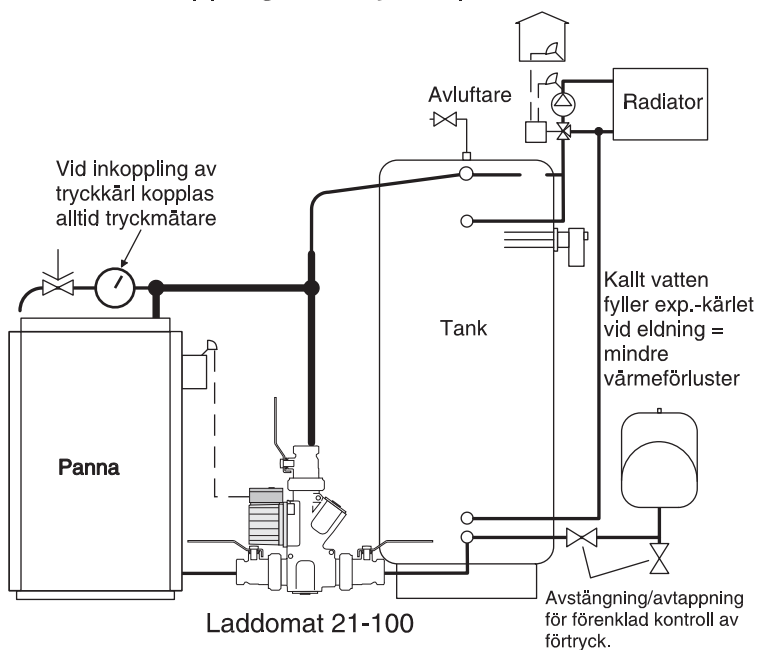 Avluftare
Radiator
Vid inkoppling av
tryckkärl kopplas
alltid tryckmätare
Kallt vatten
fyller exp.-kärlet
vid eldning =
mindre
värmeförluster
Tank
Panna
Laddomat 21-100
Avstängning/avtappning
för förenklad kontroll av
förtryck.